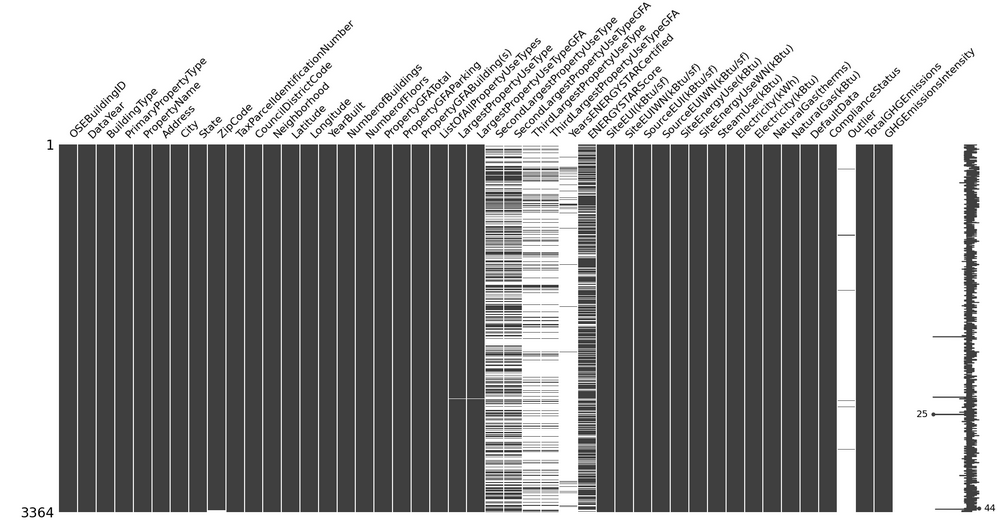 OSEBuildingID
DataYear
BuildingType
PrimaryPropertyType
PropertyName
Address
City
State
ZipCode
TaxParcelIdentificationNumber
CouncilDistrictCode
Neighborhood
Latitude
Longitude
YearBuilt
NumberofBuildings
NumberofFloors
PropertyGFATotal
PropertyGFAParking
PropertyGFABuilding(s)
ListOfAllPropertyUseTypes
LargestPropertyUseType
LargestPropertyUseTypeGFA
SecondLargestPropertyUseType
SecondLargestPropertyUseTypeGFA
ThirdLargestPropertyUseType
ThirdLargestPropertyUseTypeGFA
YearsENERGYSTARCertified
ENERGYSTARScore
SiteEUI(kBtu/sf)
SiteEUIWN(kBtu/sf)
SourceEUI(kBtu/sf)
SourceEUIWN(kBtu/sf)
SiteEnergyUse(kBtu)
SiteEnergyUseWN(kBtu)
SteamUse(kBtu)
Electricity(kWh)
Electricity(kBtu)
NaturalGas(therms)
NaturalGas(kBtu)
DefaultData
ComplianceStatus
Outlier
TotalGHGEmissions
GHGEmissionsIntensity
1
25
3364
44